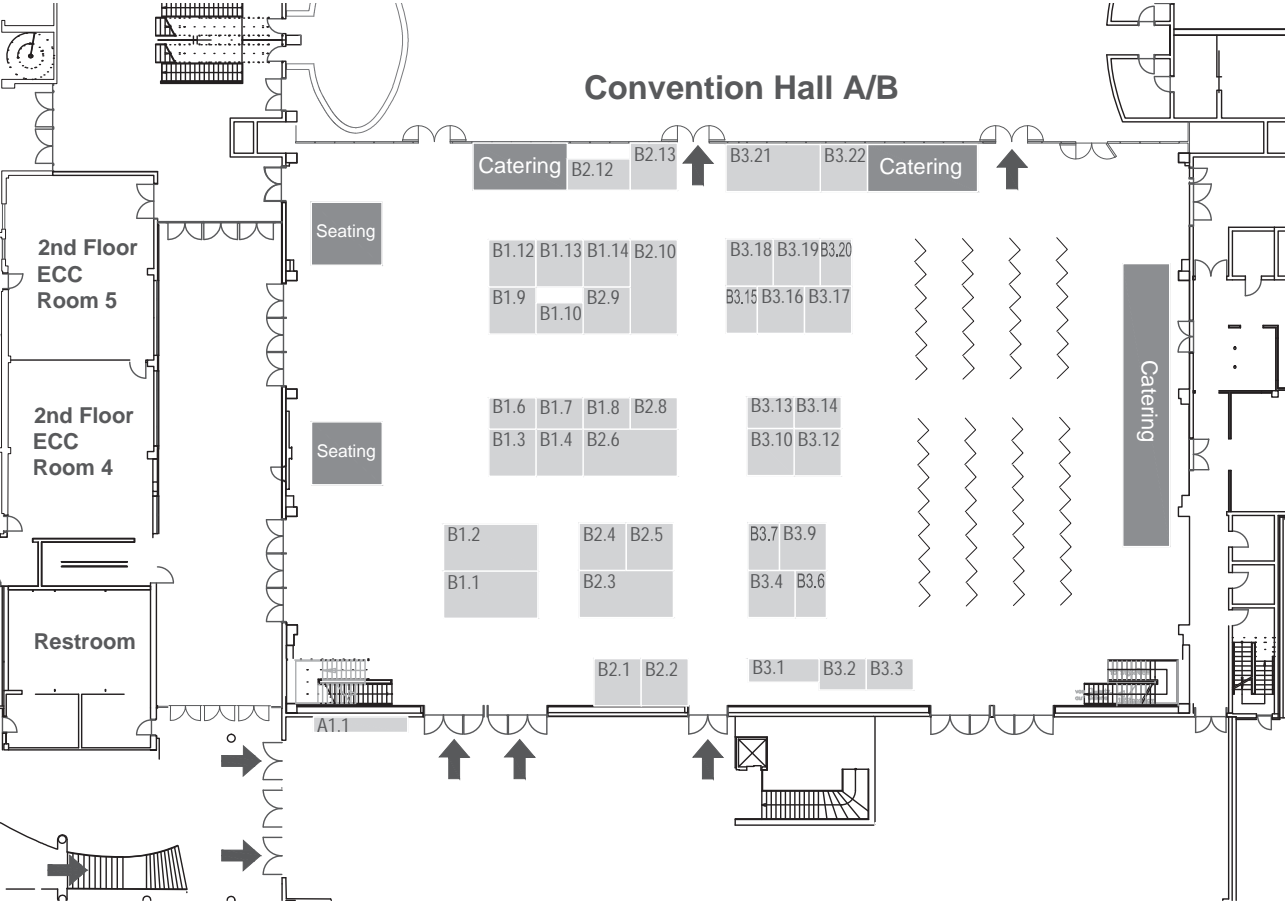 Convention Hall A/B
Catering
B2.12
B2.13
B3.21
B3.22
Catering
Seating
2nd Floor
ECC
Room 5
B1.12
B1.13
B1.14
B2.10
B3.18
B3.19
B3.20
B1.9
B1.10
B2.9
B3.15
B3.16
B3.17
Catering
2nd Floor
ECC
Room 4
Seating
B1.6
B1.7
B1.8
B2.8
B3.13
B3.14
B1.3
B1.4
B2.6
B3.10
B3.12
B1.2
B2.4
B2.5
B3.7
B3.9
B1.1
B2.3
B3.4
B3.6
Restroom
B2.1
B2.2
B3.1
B3.2
B3.3
A1.1